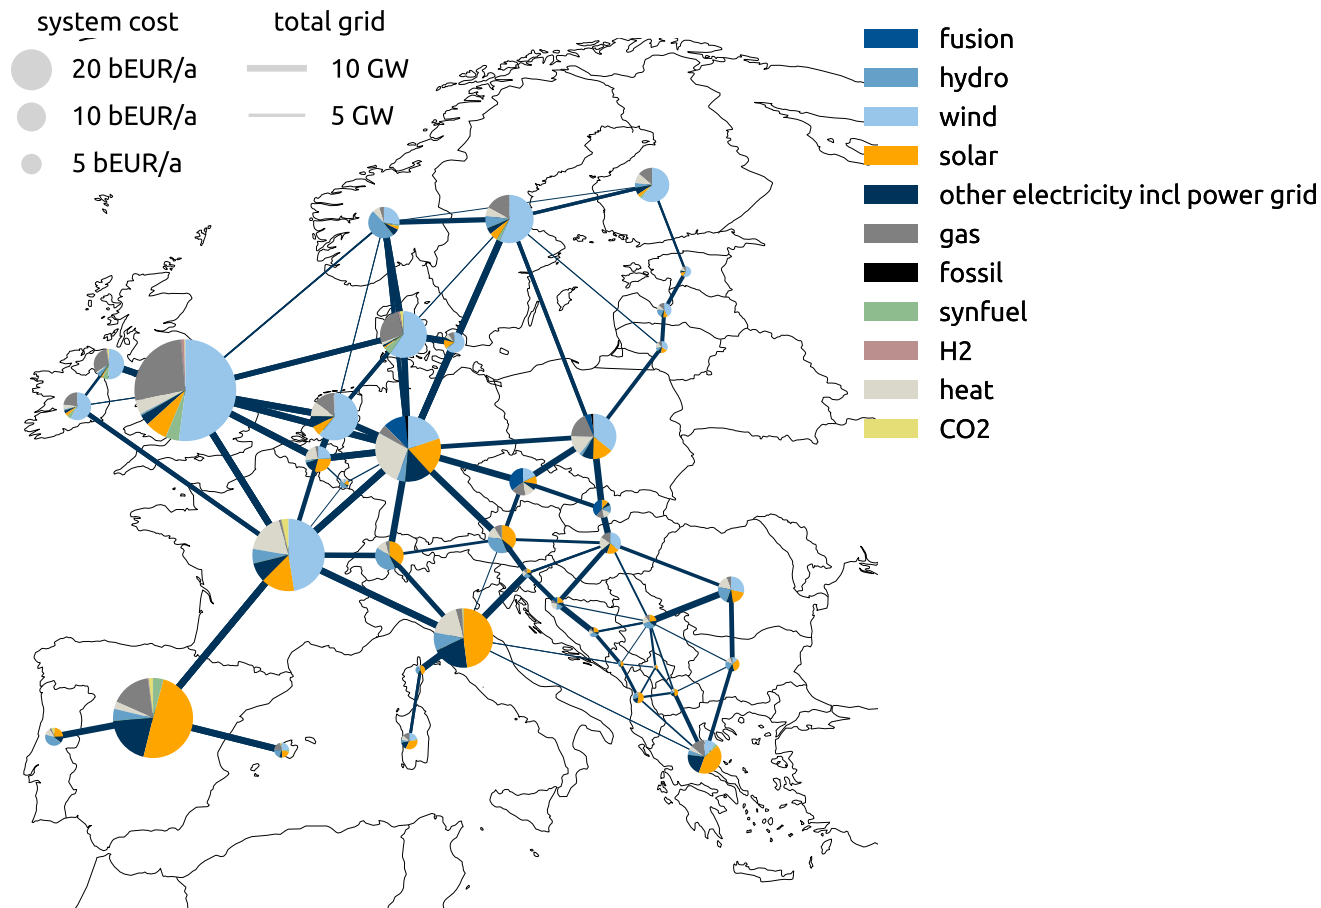 system cost
total grid
20 bEUR/a
10 GW
10 bEUR/a
5 GW
5 bEUR/a
fusion
hydro
wind
solar
other electricity incl power grid
gas
fossil
synfuel
H2
heat
CO2